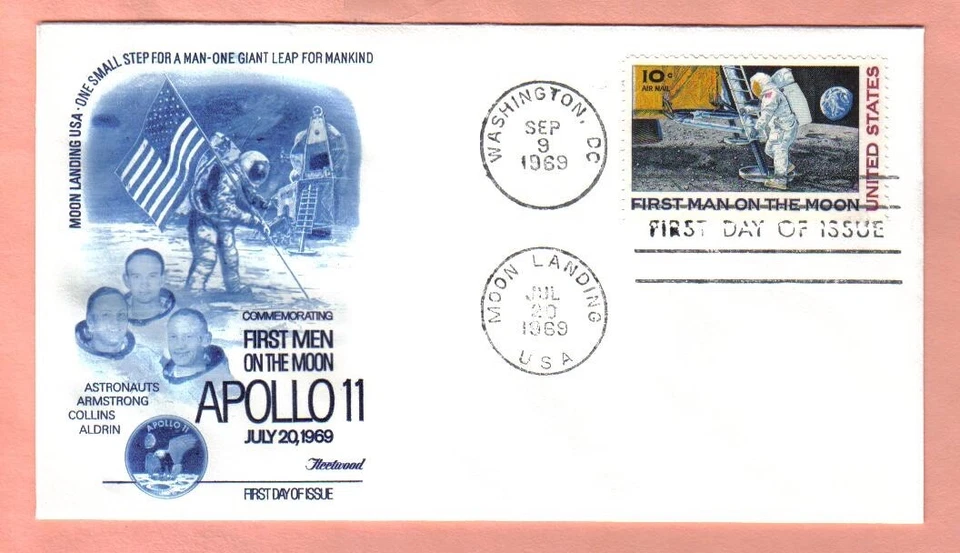 MOON LANDING USA · ONE SMALL STEP FOR A MAN-ONE GIANT LEAP FOR MANKIND
COMMEMORATING
FIRST MEN
ON THE MOON
APOLLO 11
JULY 20, 1969
ASTRONAUTS
ARMSTRONG
COLLINS
ALDRIN
APOLLO 11
Fleetwood
FIRST DAY OF ISSUE
WASHINGTON, DC
SEP
9
1969
MOON LANDING
JUL
20
1969
USA
10c
AIR MAIL
UNITED STATES
FIRST MAN ON THE MOON
FIRST DAY OF ISSUE